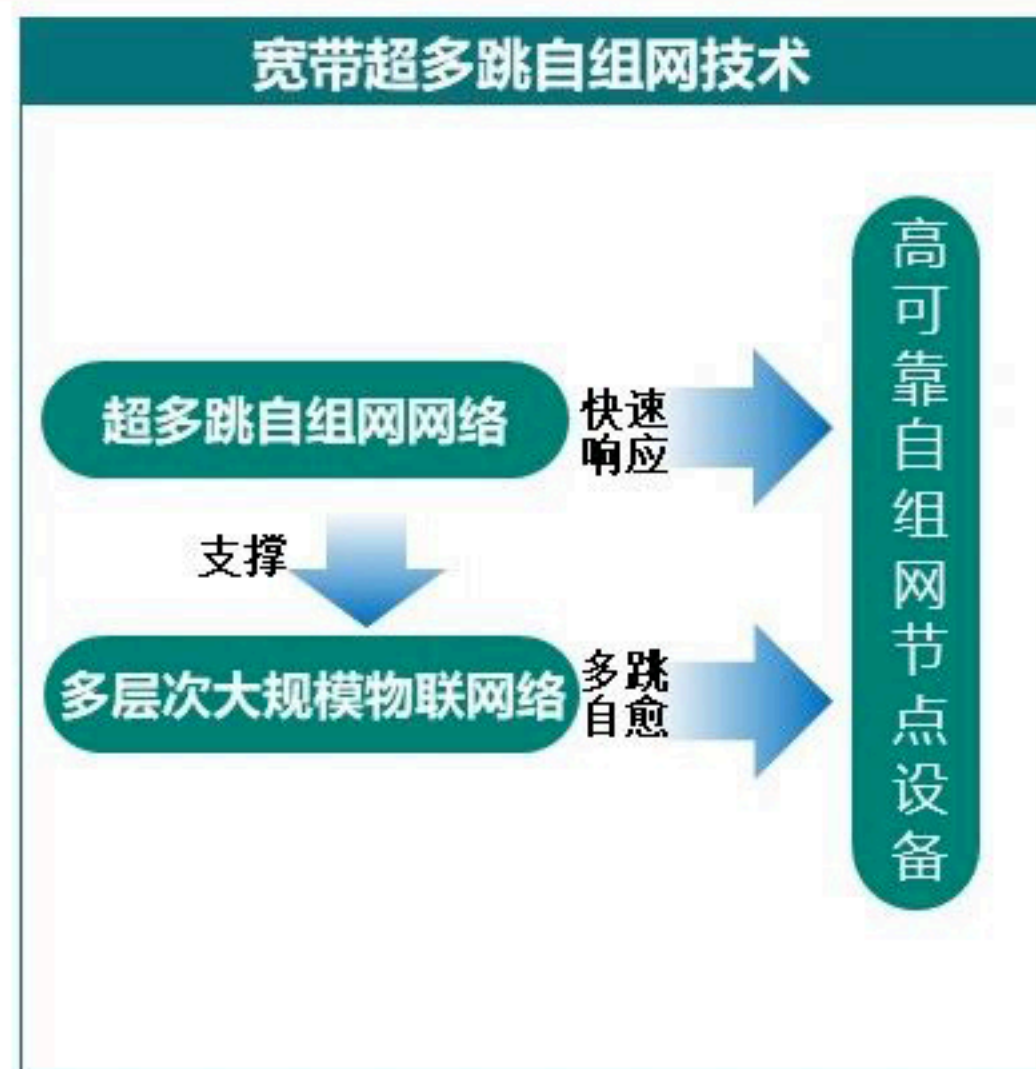 宽带超多跳自组网技术
超多跳自组网网络
快速
响应
支撑
多层次大规模物联网络
多跳
自愈
高可靠自组网节点设备